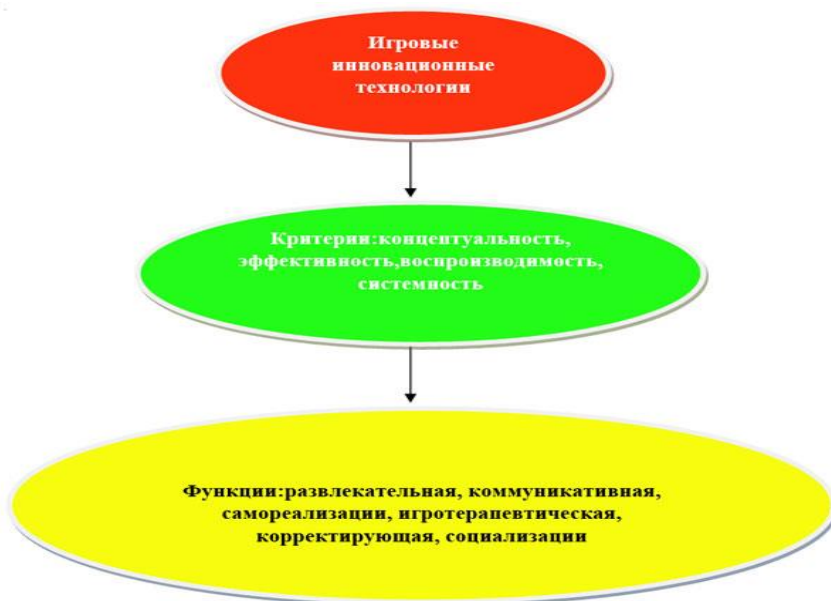 Игровые
инновационные
технологии
Критерии:концептуальность,
эффективность,воспроизводимость,
системность
Функции:развлекательная, коммуникативная,
самореализации, игротерапевтическая,
корректирующая, социализации